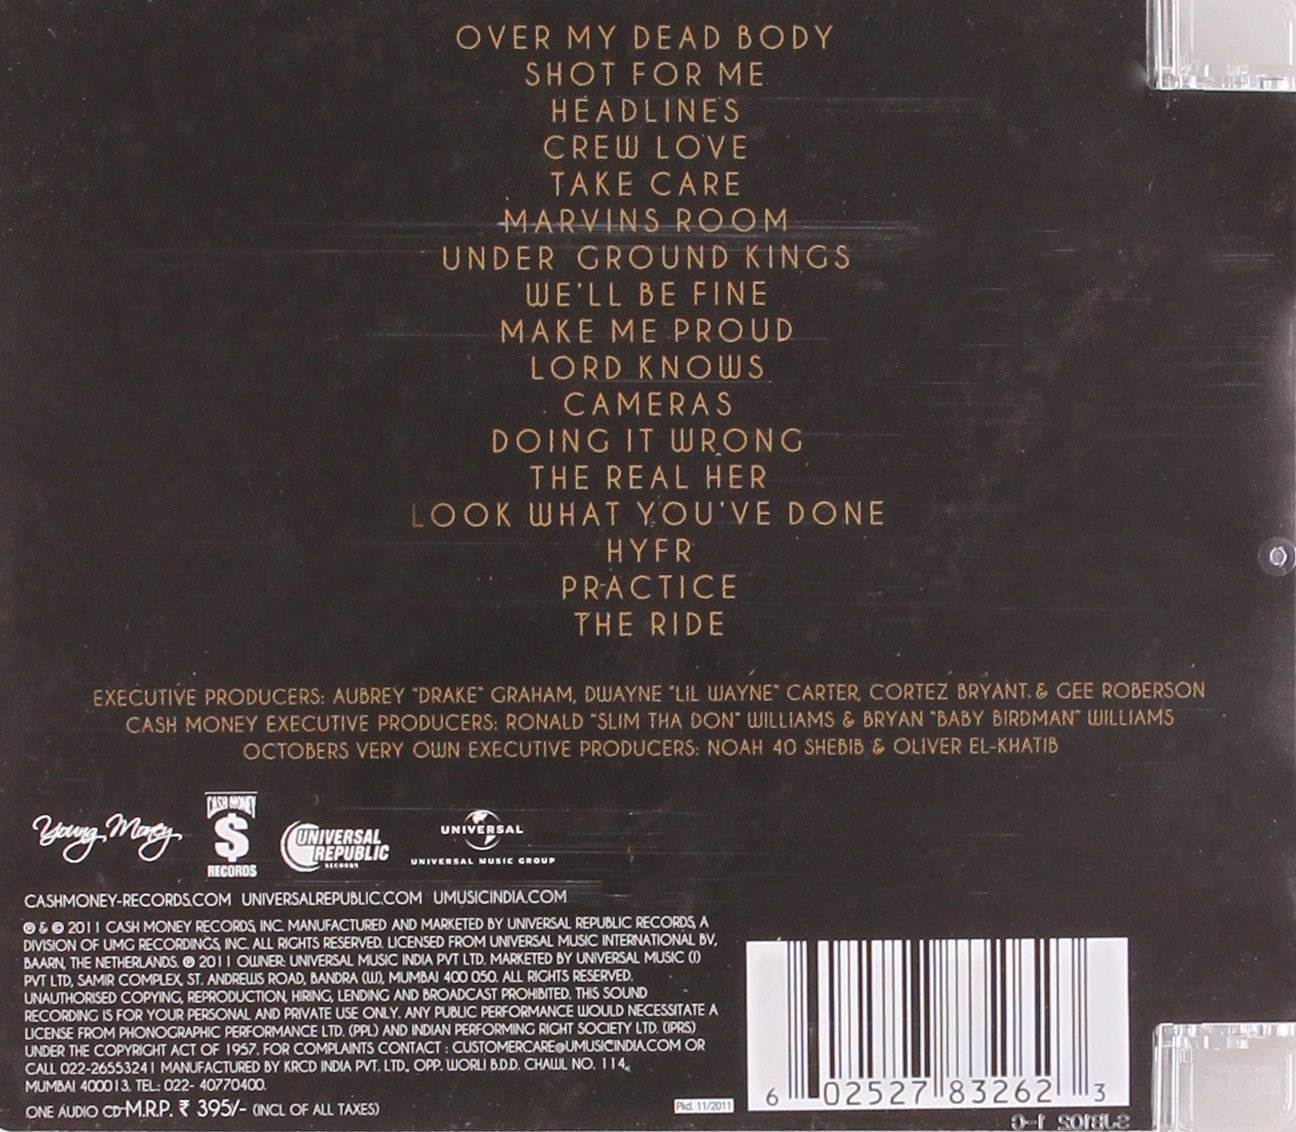 OVER MY DEAD BODY
SHOT FOR ME
HEADLINES
CREW LOVE
TAKE CARE
MARVINS ROOM
UNDER GROUND KINGS
WE'LL BE FINE
MAKE ME PROUD
LORD KNOWS
CAMERAS
DOING IT WRONG
THE REAL HER
LOOK WHAT YOU'VE DONE
HYFR
PRACTICE
THE RIDE
EXECUTIVE PRODUCERS: AUBREY "DRAKE" GRAHAM, DWAYNE "LIL WAYNE" CARTER, CORTEZ BRYANT. & GEE ROBERSON
CASH MONEY EXECUTIVE PRODUCERS: RONALD "SLIM THA DON" WILLIAMS & BRYAN "BABY BIRDMAN" WILLIAMS
OCTOBERS VERY OWN EXECUTIVE PRODUCERS: NOAH 40 SHEBIB & OLIVER EL-KHATIB
Young Money
CASH MONEY
$
RECORDS
UNIVERSAL
REPUBLIC
RECORDS
UNIVERSAL
UNIVERSAL MUSIC GROUP
CASHMONEY-RECORDS.COM UNIVERSALREPUBLIC.COM UMUSICINDIA.COM
℗ & © 2011 CASH MONEY RECORDS, INC. MANUFACTURED AND MARKETED BY UNIVERSAL REPUBLIC RECORDS, A
DIVISION OF UMG RECORDINGS, INC. ALL RIGHTS RESERVED. LICENSED FROM UNIVERSAL MUSIC INTERNATIONAL BV,
BAARN, THE NETHERLANDS. ℗ 2011 OWNER: UNIVERSAL MUSIC INDIA PVT LTD. MARKETED BY UNIVERSAL MUSIC (I)
PVT LTD, SAMIR COMPLEX, ST. ANDREWS ROAD, BANDRA (W), MUMBAI 400 050. ALL RIGHTS RESERVED.
UNAUTHORISED COPYING, REPRODUCTION, HIRING, LENDING AND BROADCAST PROHIBITED. THIS SOUND
RECORDING IS FOR YOUR PERSONAL AND PRIVATE USE ONLY. ANY PUBLIC PERFORMANCE WOULD NECESSITATE A
LICENSE FROM PHONOGRAPHIC PERFORMANCE LTD. (PPL) AND INDIAN PERFORMING RIGHT SOCIETY LTD. (IPRS)
UNDER THE COPYRIGHT ACT OF 1957. FOR COMPLAINTS CONTACT : CUSTOMERCARE@UMUSICINDIA.COM OR
CALL 022-26553241 MANUFACTURED BY KRCD INDIA PVT. LTD., OPP. WORLI B.D.D. CHAWL NO. 114,
MUMBAI 400013. TEL.: 022- 40770400.
ONE AUDIO CD-M.R.P. ₹ 395/- (INCL OF ALL TAXES)
Pkd. 11/2011
6 02527 83262 3